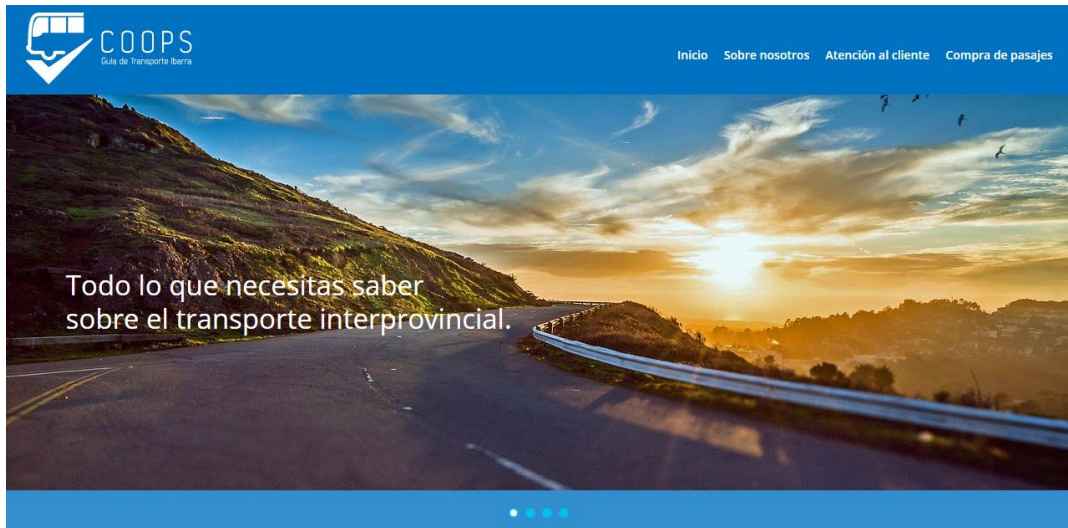 COOPS
Guía de Transporte Ibarra
Inicio Sobre nosotros Atención al cliente Compra de pasajes
Todo lo que necesitas saber
sobre el transporte interprovincial.